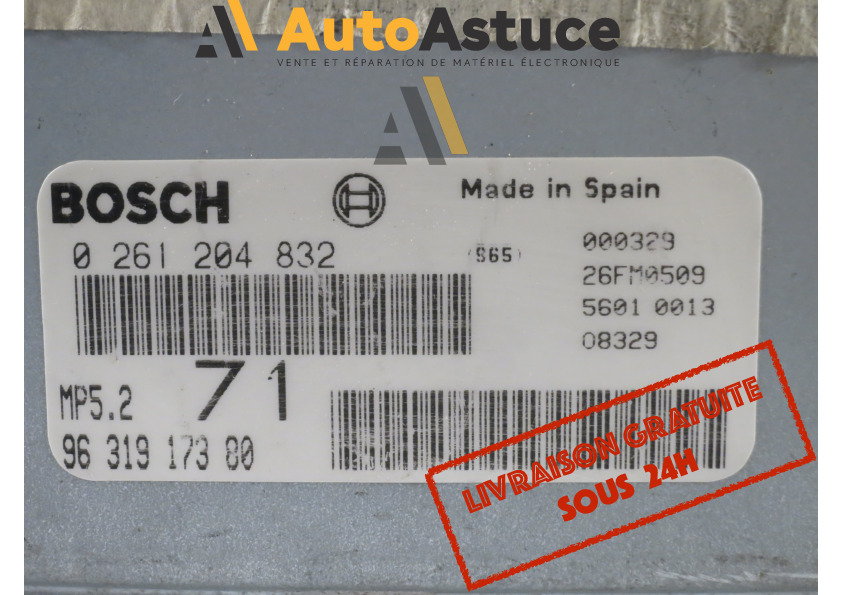 AutoAstuce
VENTE ET RÉPARATION DE MATÉRIEL ÉLECTRONIQUE
BOSCH
Made in Spain
0 261 204 832
(S65)
000329
26FM0509
5601 0013
08329
71
MP5.2
96 319 173 80
LIVRAISON GRATUITE
SOUS 24H